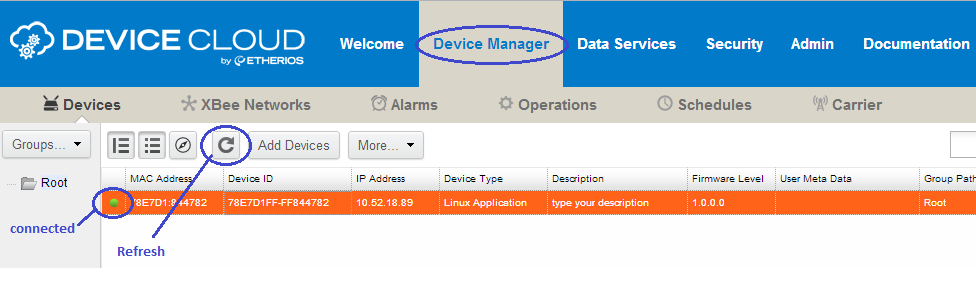 DEVICE CLOUD
by ETHERIOS
Welcome Device Manager Data Services Security Admin Documentation
Devices XBee Networks Alarms Operations Schedules Carrier
Groups... Add Devices More...
Root
MAC Address Device ID IP Address Device Type Description Firmware Level User Meta Data Group Path
78E7D1:844782 78E7D1FF-FF844782 10.52.18.89 Linux Application type your description 1.0.0.0 Root
connected
Refresh